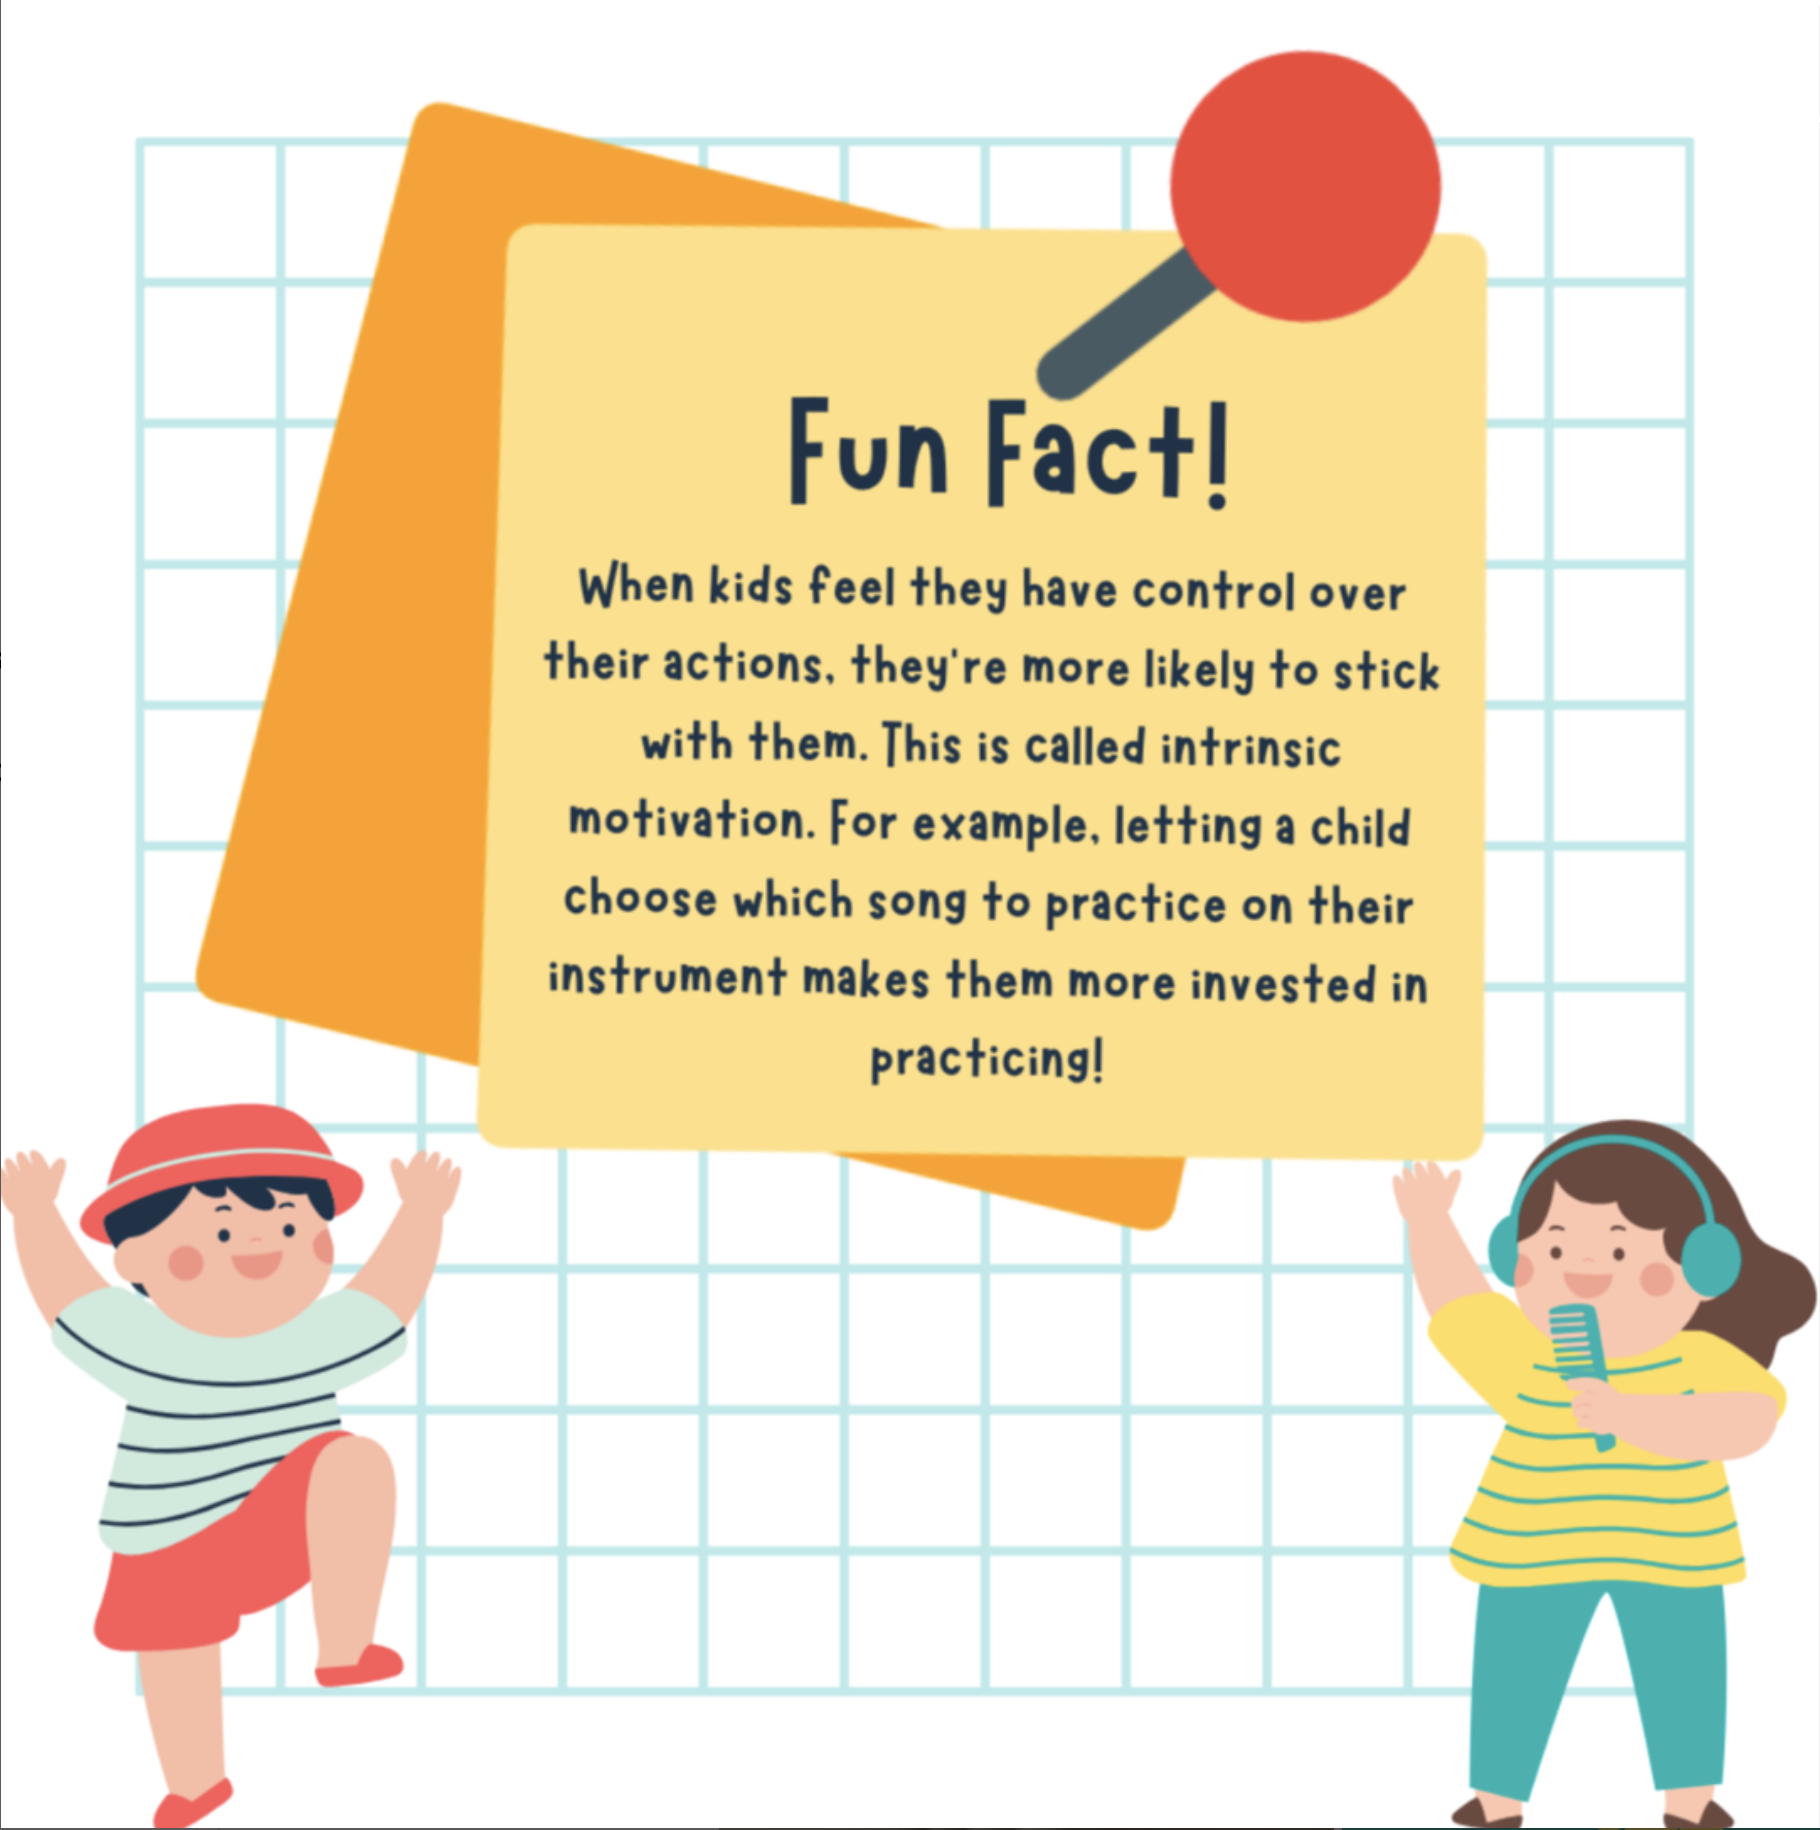 Fun Fact!
When kids feel they have control over
their actions, they're more likely to stick
with them. This is called intrinsic
motivation. For example, letting a child
choose which song to practice on their
instrument makes them more invested in
practicing!